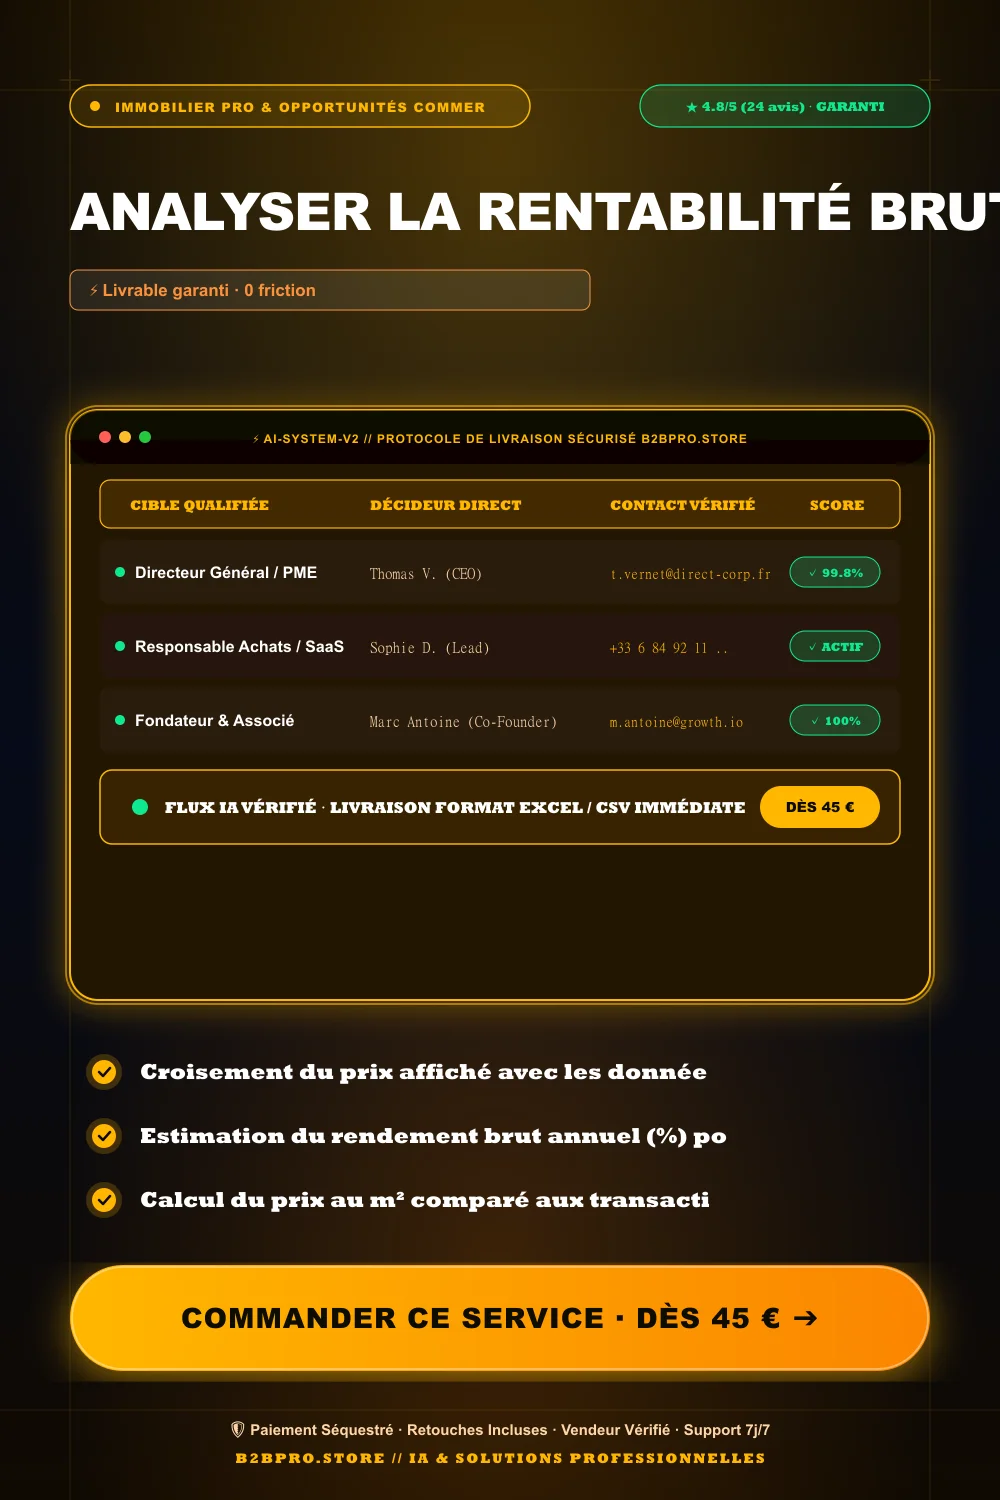 IMMOBILIER PRO & OPPORTUNITÉS COMMER
★ 4.8/5 (24 avis) · GARANTI
ANALYSER LA RENTABILITÉ BRUT
⚡ Livrable garanti · 0 friction
⚡ AI-SYSTEM-V2 // PROTOCOLE DE LIVRAISON SÉCURISÉ B2BPRO.STORE
CIBLE QUALIFIÉE DÉCIDEUR DIRECT CONTACT VÉRIFIÉ SCORE
Directeur Général / PME Thomas V. (CEO) t.vernet@direct-corp.fr ✓ 99.8%
Responsable Achats / SaaS Sophie D. (Lead) +33 6 84 92 11 .. ✓ ACTIF
Fondateur & Associé Marc Antoine (Co-Founder) m.antoine@growth.io ✓ 100%
FLUX IA VÉRIFIÉ · LIVRAISON FORMAT EXCEL / CSV IMMÉDIATE DÈS 45 €
Croisement du prix affiché avec les donnée
Estimation du rendement brut annuel (%) po
Calcul du prix au m² comparé aux transacti
COMMANDER CE SERVICE · DÈS 45 € →
Paiement Séquestré · Retouches Incluses · Vendeur Vérifié · Support 7j/7
B2BPRO.STORE // IA & SOLUTIONS PROFESSIONNELLES